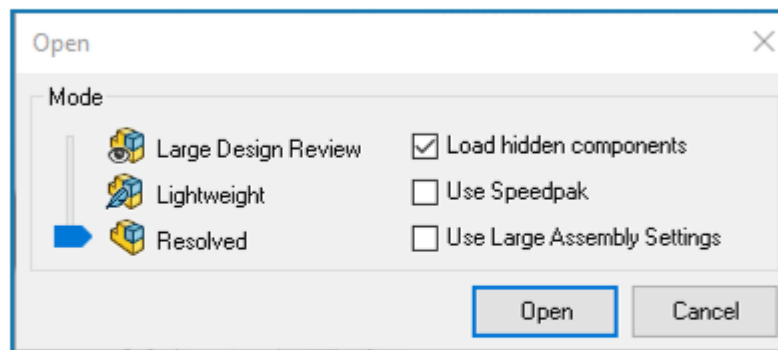 Open
Mode
Large Design Review
Lightweight
Resolved
Load hidden components
Use Speedpak
Use Large Assembly Settings
Open
Cancel